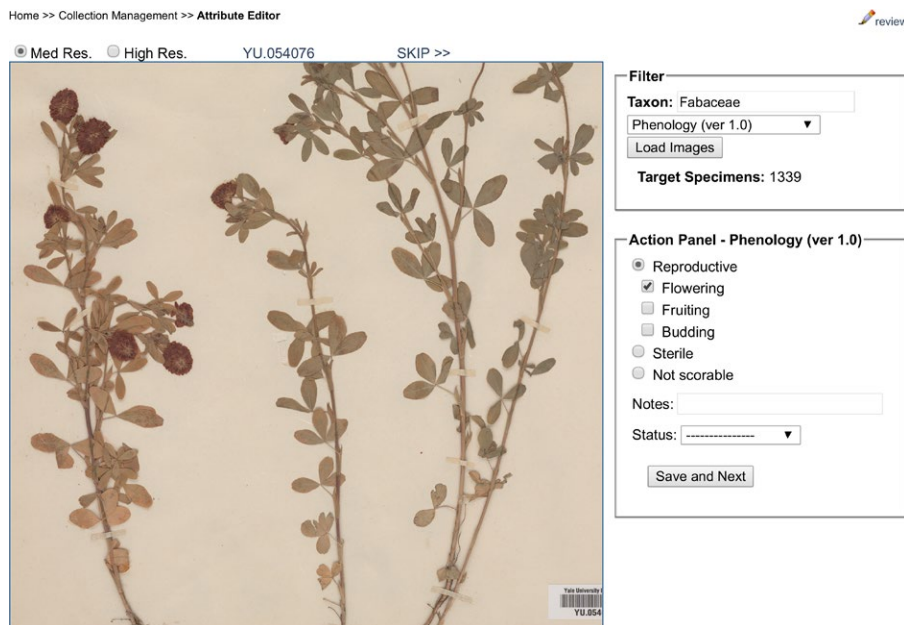 Home >> Collection Management >> Attribute Editor
review
Med Res. High Res. YU.054076 SKIP >>
Filter
Taxon: Fabaceae
Phenology (ver 1.0)
Load Images
Target Specimens: 1339
Action Panel - Phenology (ver 1.0)
Reproductive
Flowering
Fruiting
Budding
Sterile
Not scorable
Notes:
Status: ---------------
Save and Next
Yale University
YU.054